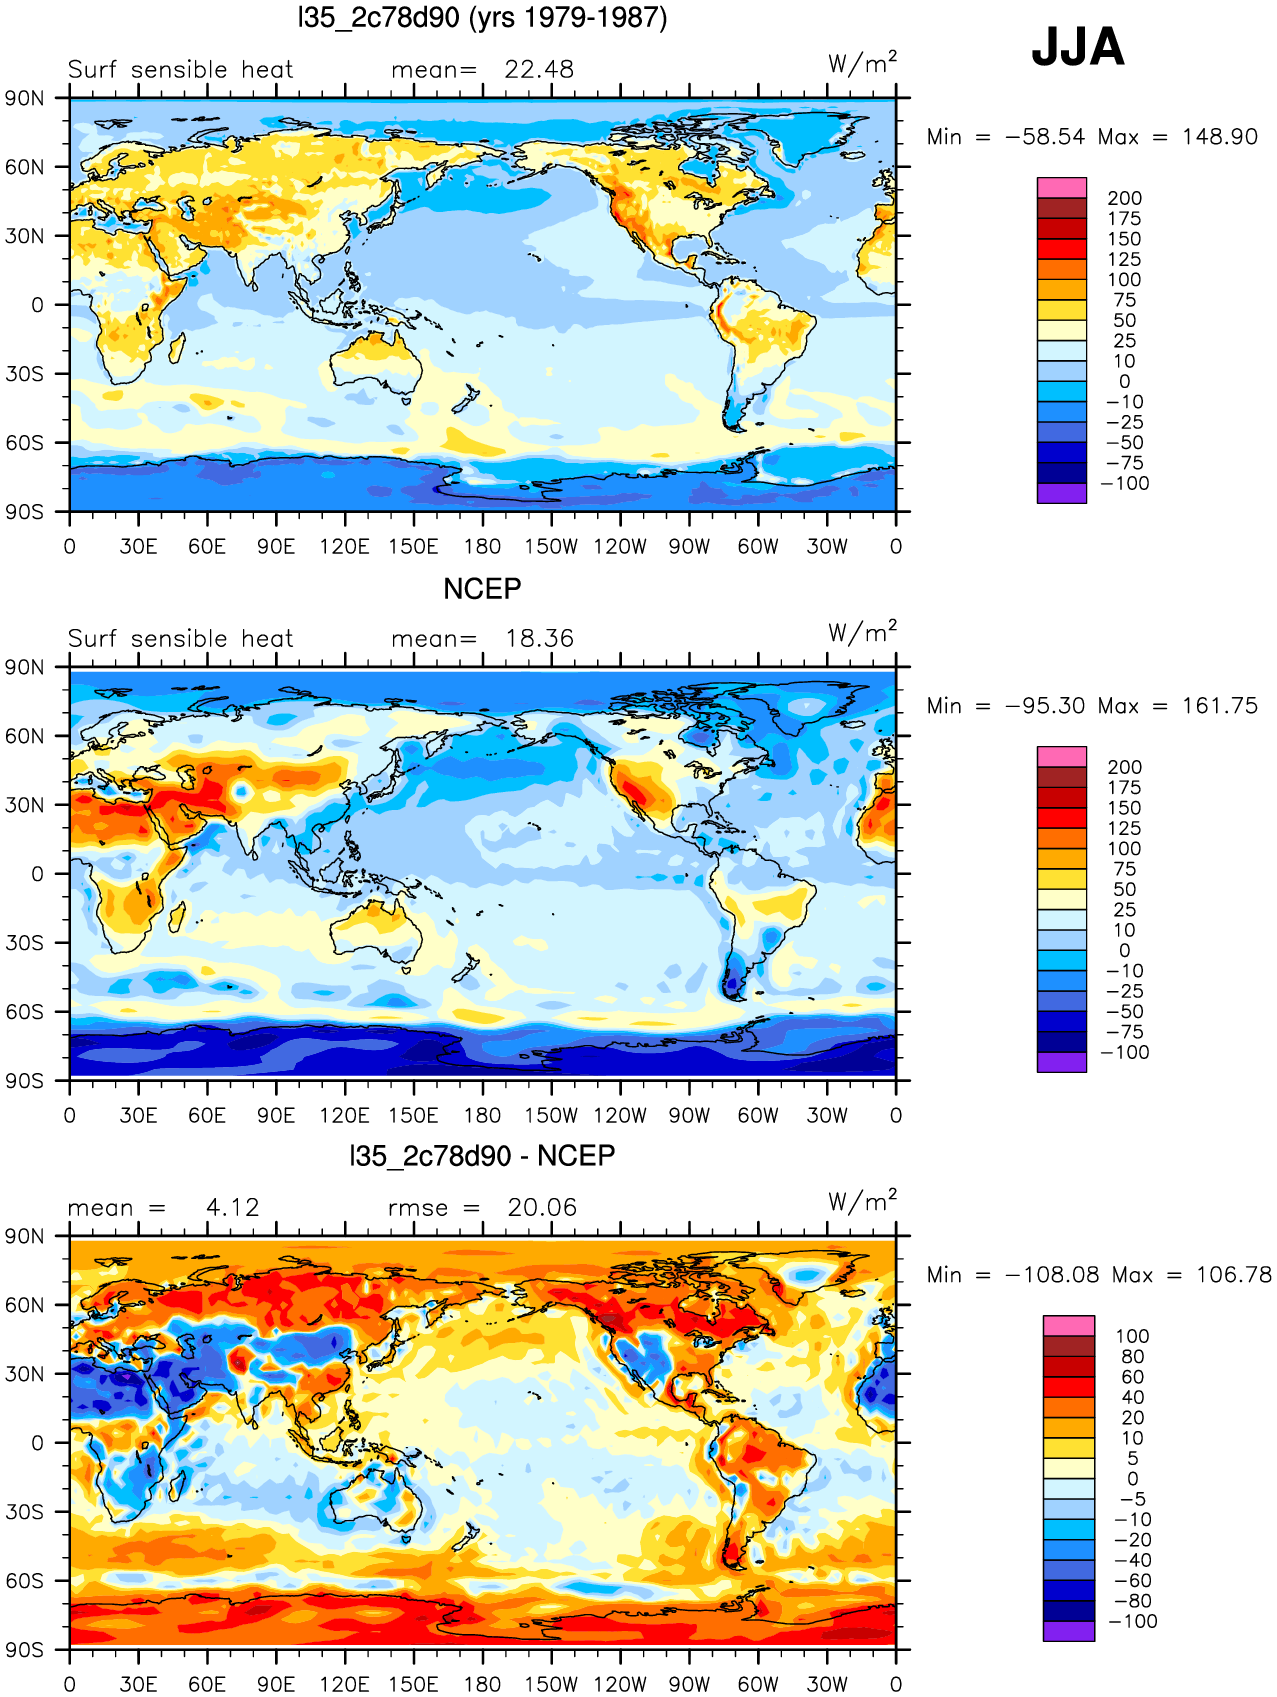 l35_2c78d90 (yrs 1979-1987)
JJA
Surf sensible heat mean= 22.48 W/m²
Min = −58.54 Max = 148.90
90N
60N
30N
0
30S
60S
90S
0 30E 60E 90E 120E 150E 180 150W 120W 90W 60W 30W 0
200
175
150
125
100
75
50
25
10
0
−10
−25
−50
−75
−100
NCEP
Surf sensible heat mean= 18.36 W/m²
Min = −95.30 Max = 161.75
90N
60N
30N
0
30S
60S
90S
0 30E 60E 90E 120E 150E 180 150W 120W 90W 60W 30W 0
200
175
150
125
100
75
50
25
10
0
−10
−25
−50
−75
−100
l35_2c78d90 - NCEP
mean = 4.12 rmse = 20.06 W/m²
Min = −108.08 Max = 106.78
90N
60N
30N
0
30S
60S
90S
0 30E 60E 90E 120E 150E 180 150W 120W 90W 60W 30W 0
100
80
60
40
20
10
5
0
−5
−10
−20
−40
−60
−80
−100